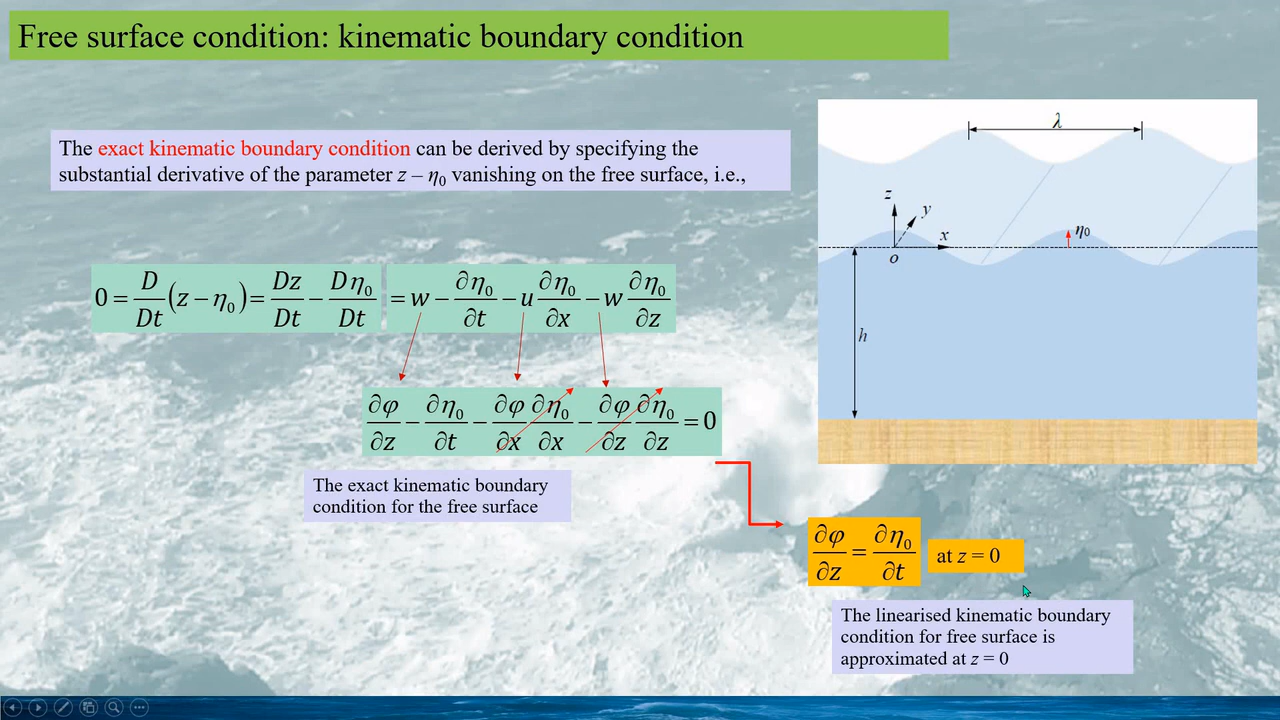 Free surface condition: kinematic boundary condition
The exact kinematic boundary condition can be derived by specifying the
substantial derivative of the parameter z – η₀ vanishing on the free surface, i.e.,
0 = D/Dt (z − η₀) = Dz/Dt − Dη₀/Dt = w − ∂η₀/∂t − u ∂η₀/∂x − w ∂η₀/∂z
∂φ/∂z − ∂η₀/∂t − ∂φ/∂x ∂η₀/∂x − ∂φ/∂z ∂η₀/∂z = 0
The exact kinematic boundary
condition for the free surface
λ
z
y
x
o
η₀
h
∂φ/∂z = ∂η₀/∂t
at z = 0
The linearised kinematic boundary
condition for free surface is
approximated at z = 0